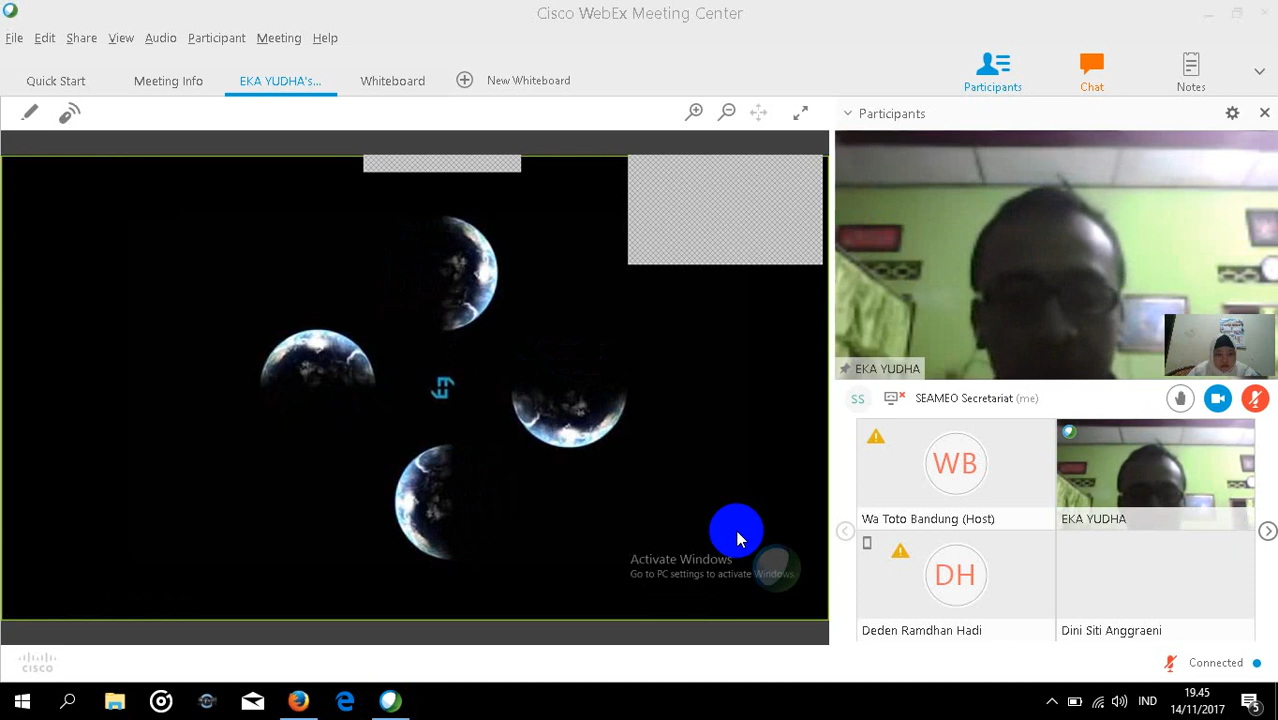 Cisco WebEx Meeting Center
File Edit Share View Audio Participant Meeting Help
Quick Start Meeting Info EKA YUDHA's... Whiteboard New Whiteboard
Participants Chat Notes
Participants
EKA YUDHA
SS SEAMEO Secretariat (me)
WB
Wa Toto Bandung (Host) EKA YUDHA
DH
Deden Ramdhan Hadi Dini Siti Anggraeni
Activate Windows
Go to PC settings to activate Windows.
CISCO
Connected
IND
19.45
14/11/2017
5